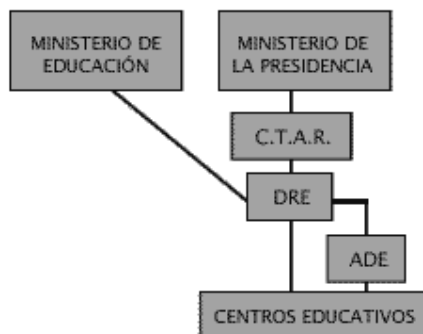 MINISTERIO DE
EDUCACIÓN
MINISTERIO DE
LA PRESIDENCIA
C.T.A.R.
DRE
ADE
CENTROS EDUCATIVOS